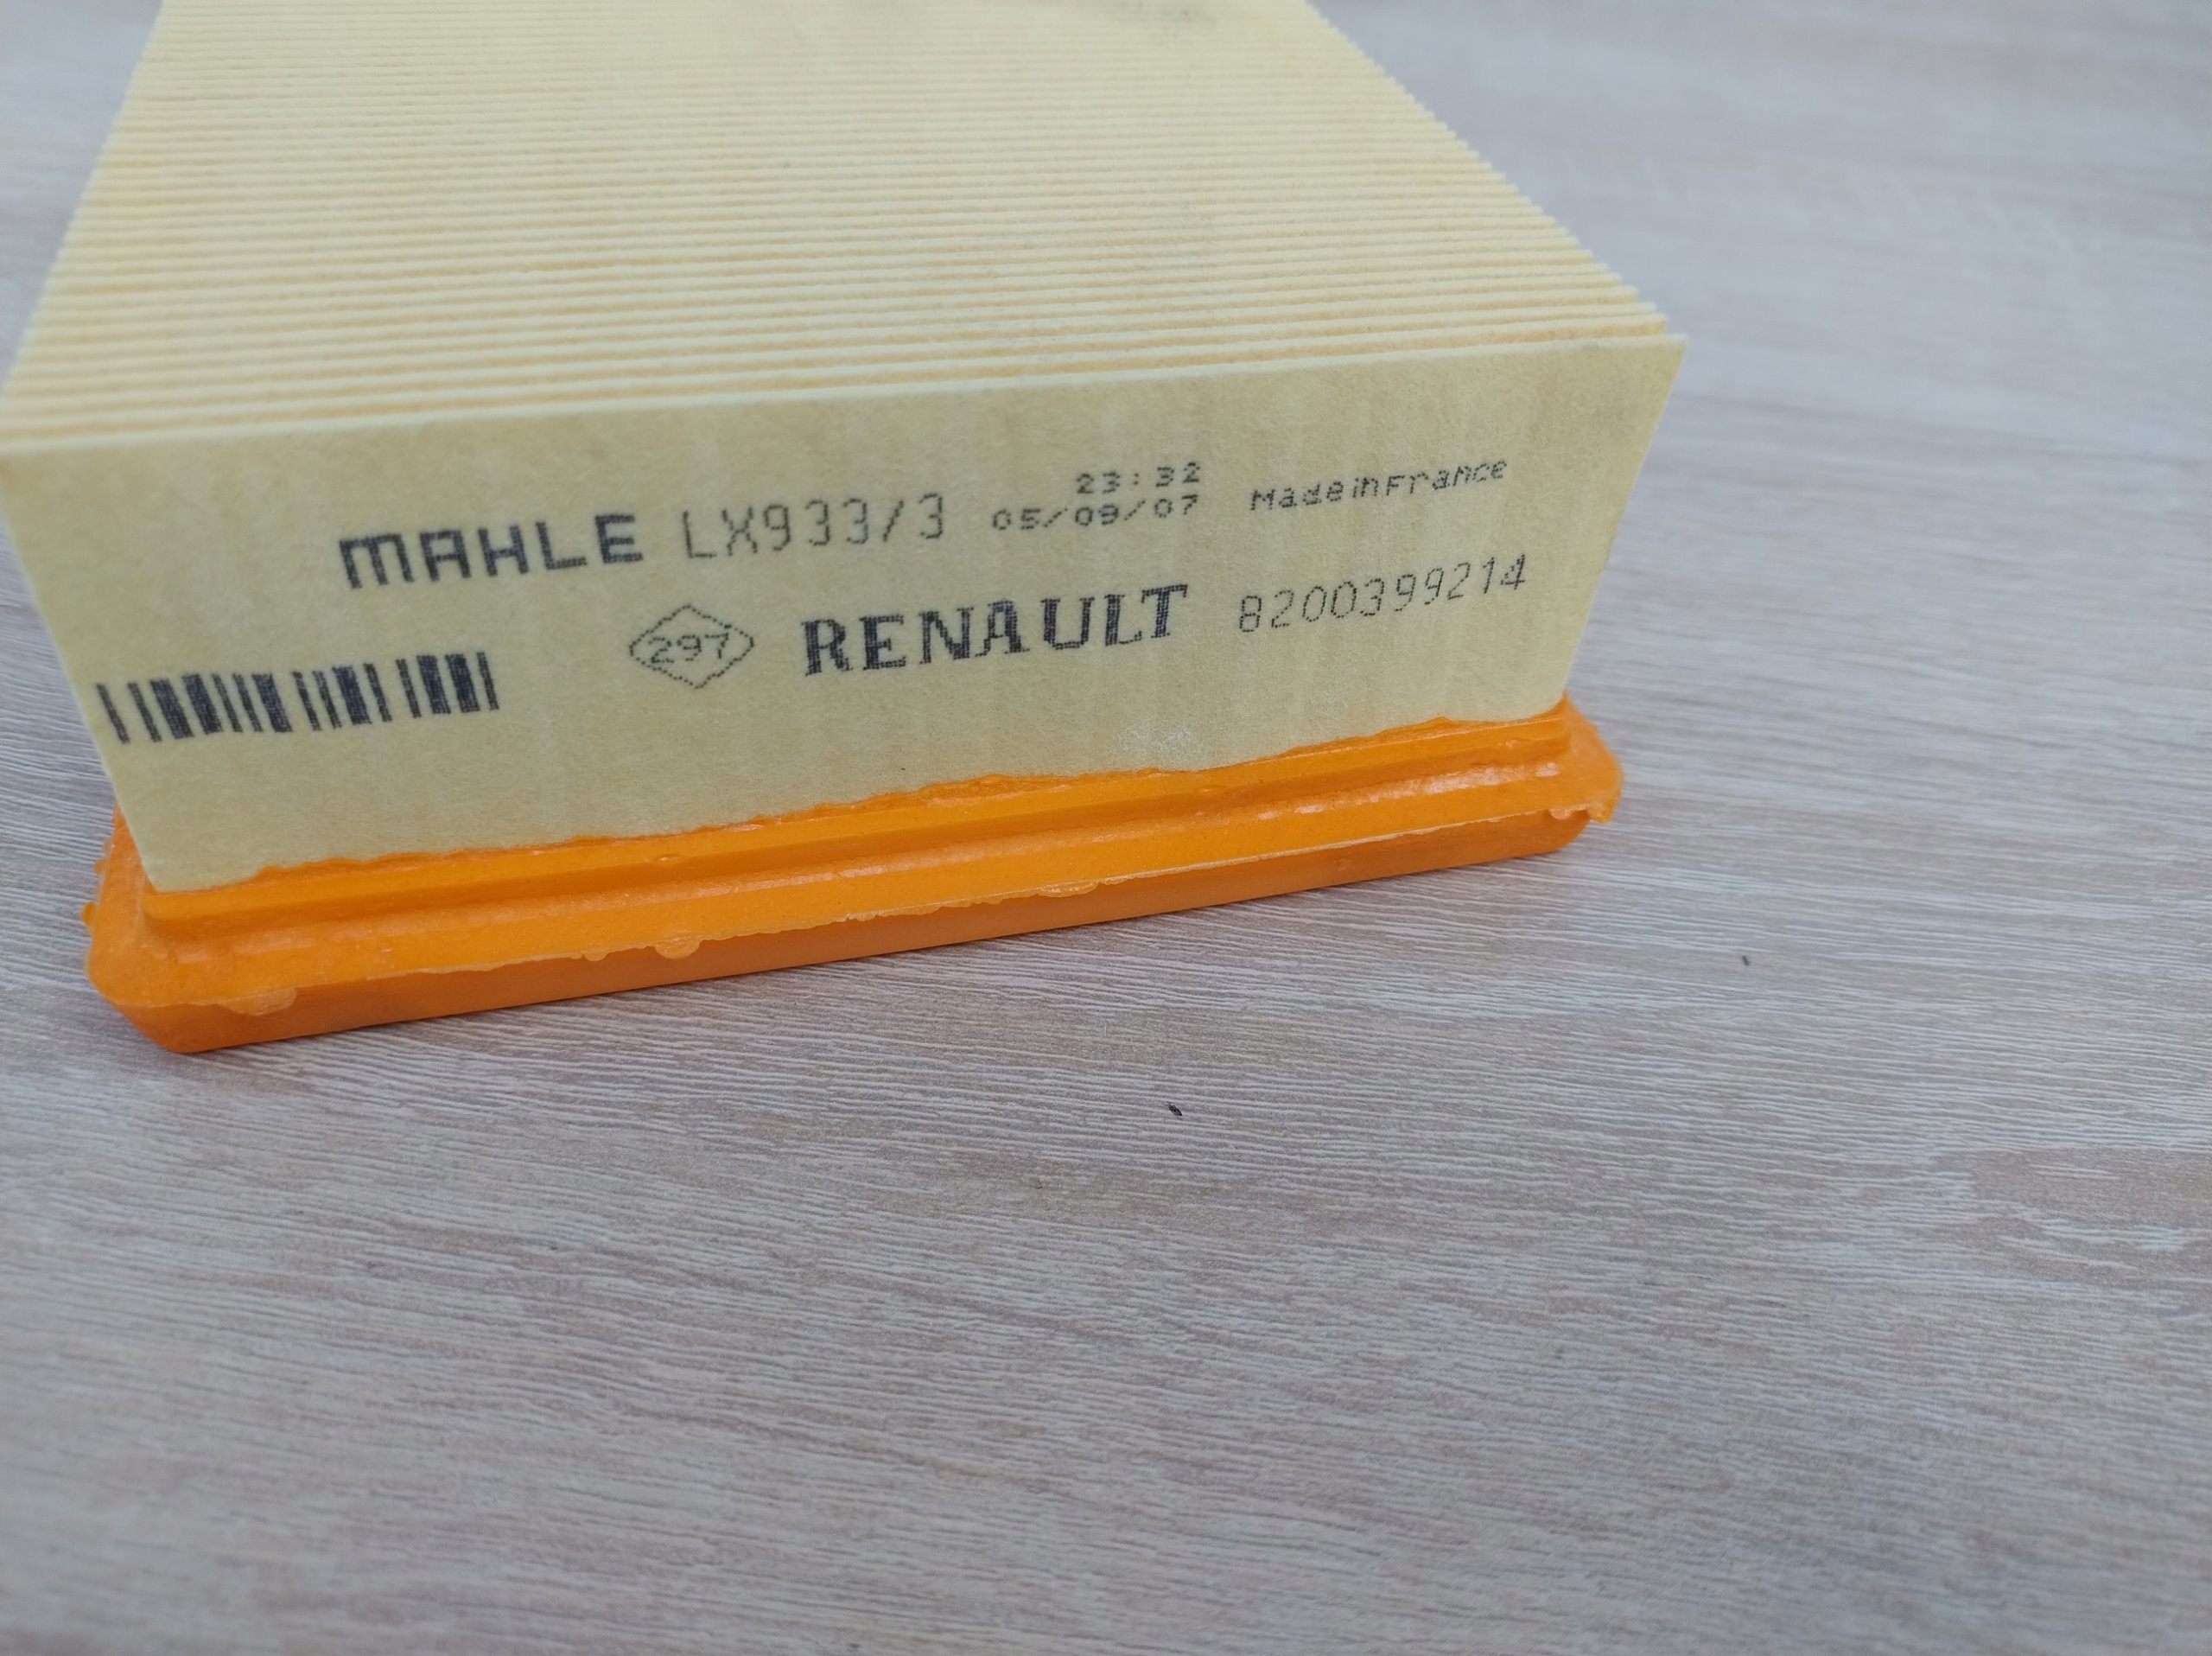 23:32
MAHLE LX933/3 05/09/07 MadeinFrance
297 RENAULT 8200399214